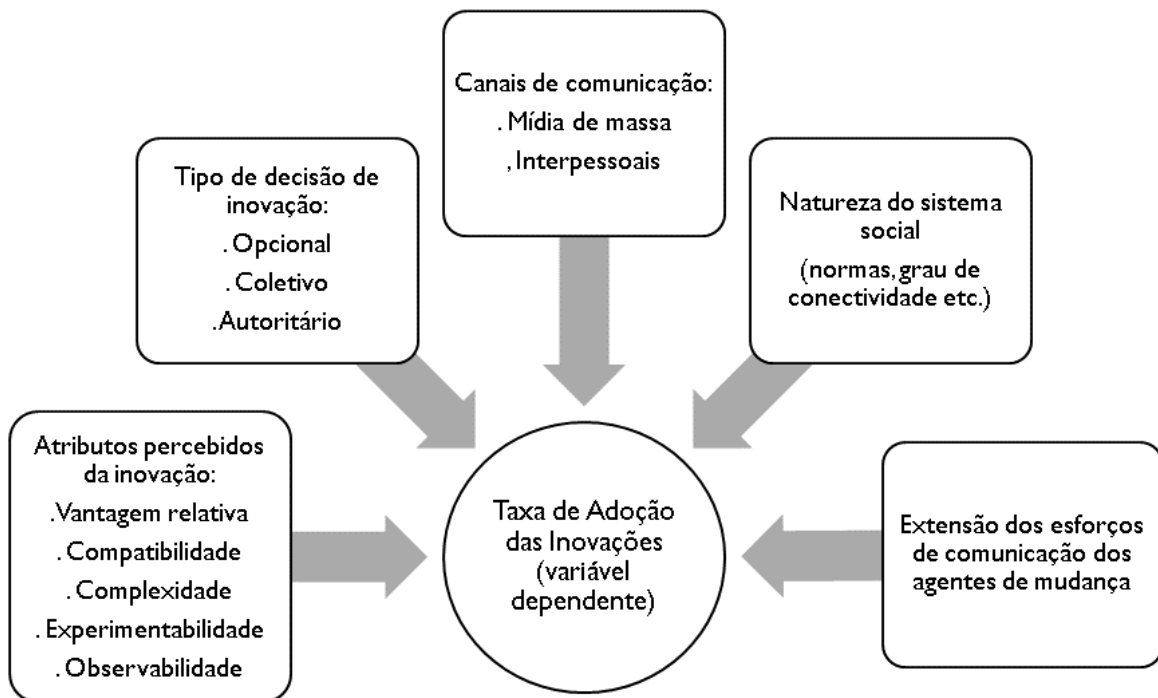 Canais de comunicação:
. Mídia de massa
, Interpessoais
Tipo de decisão de
inovação:
. Opcional
. Coletivo
. Autoritário
Natureza do sistema
social
(normas, grau de
conectividade etc.)
Atributos percebidos
da inovação:
. Vantagem relativa
. Compatibilidade
. Complexidade
. Experimentabilidade
. Observabilidade
Taxa de Adoção
das Inovações
(variável
dependente)
Extensão dos esforços
de comunicação dos
agentes de mudança